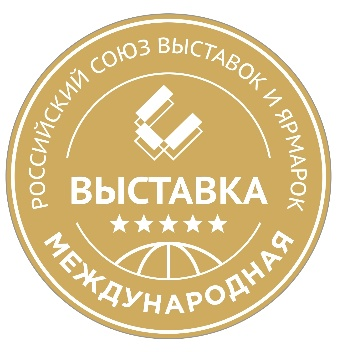 РОССИЙСКИЙ СОЮЗ ВЫСТАВОК И ЯРМАРОК
ВЫСТАВКА
МЕЖДУНАРОДНАЯ